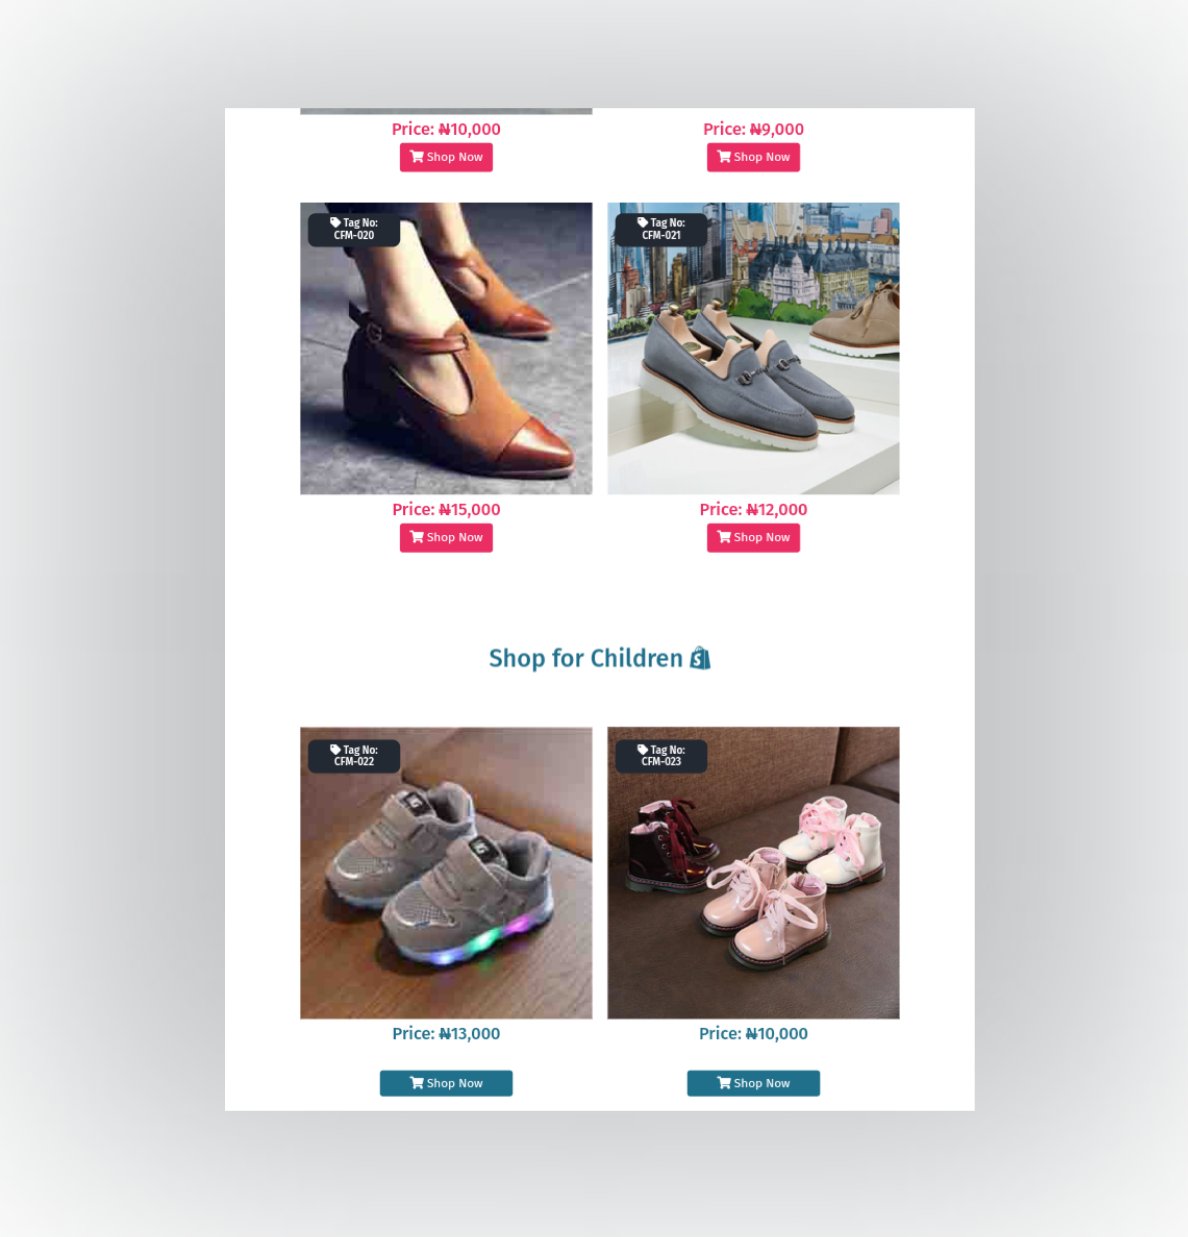 Price: ₦10,000
Shop Now
Price: ₦9,000
Shop Now
Tag No:
CFM-020
Price: ₦15,000
Shop Now
Tag No:
CFM-021
Price: ₦12,000
Shop Now
Shop for Children
Tag No:
CFM-022
Price: ₦13,000
Shop Now
Tag No:
CFM-023
Price: ₦10,000
Shop Now